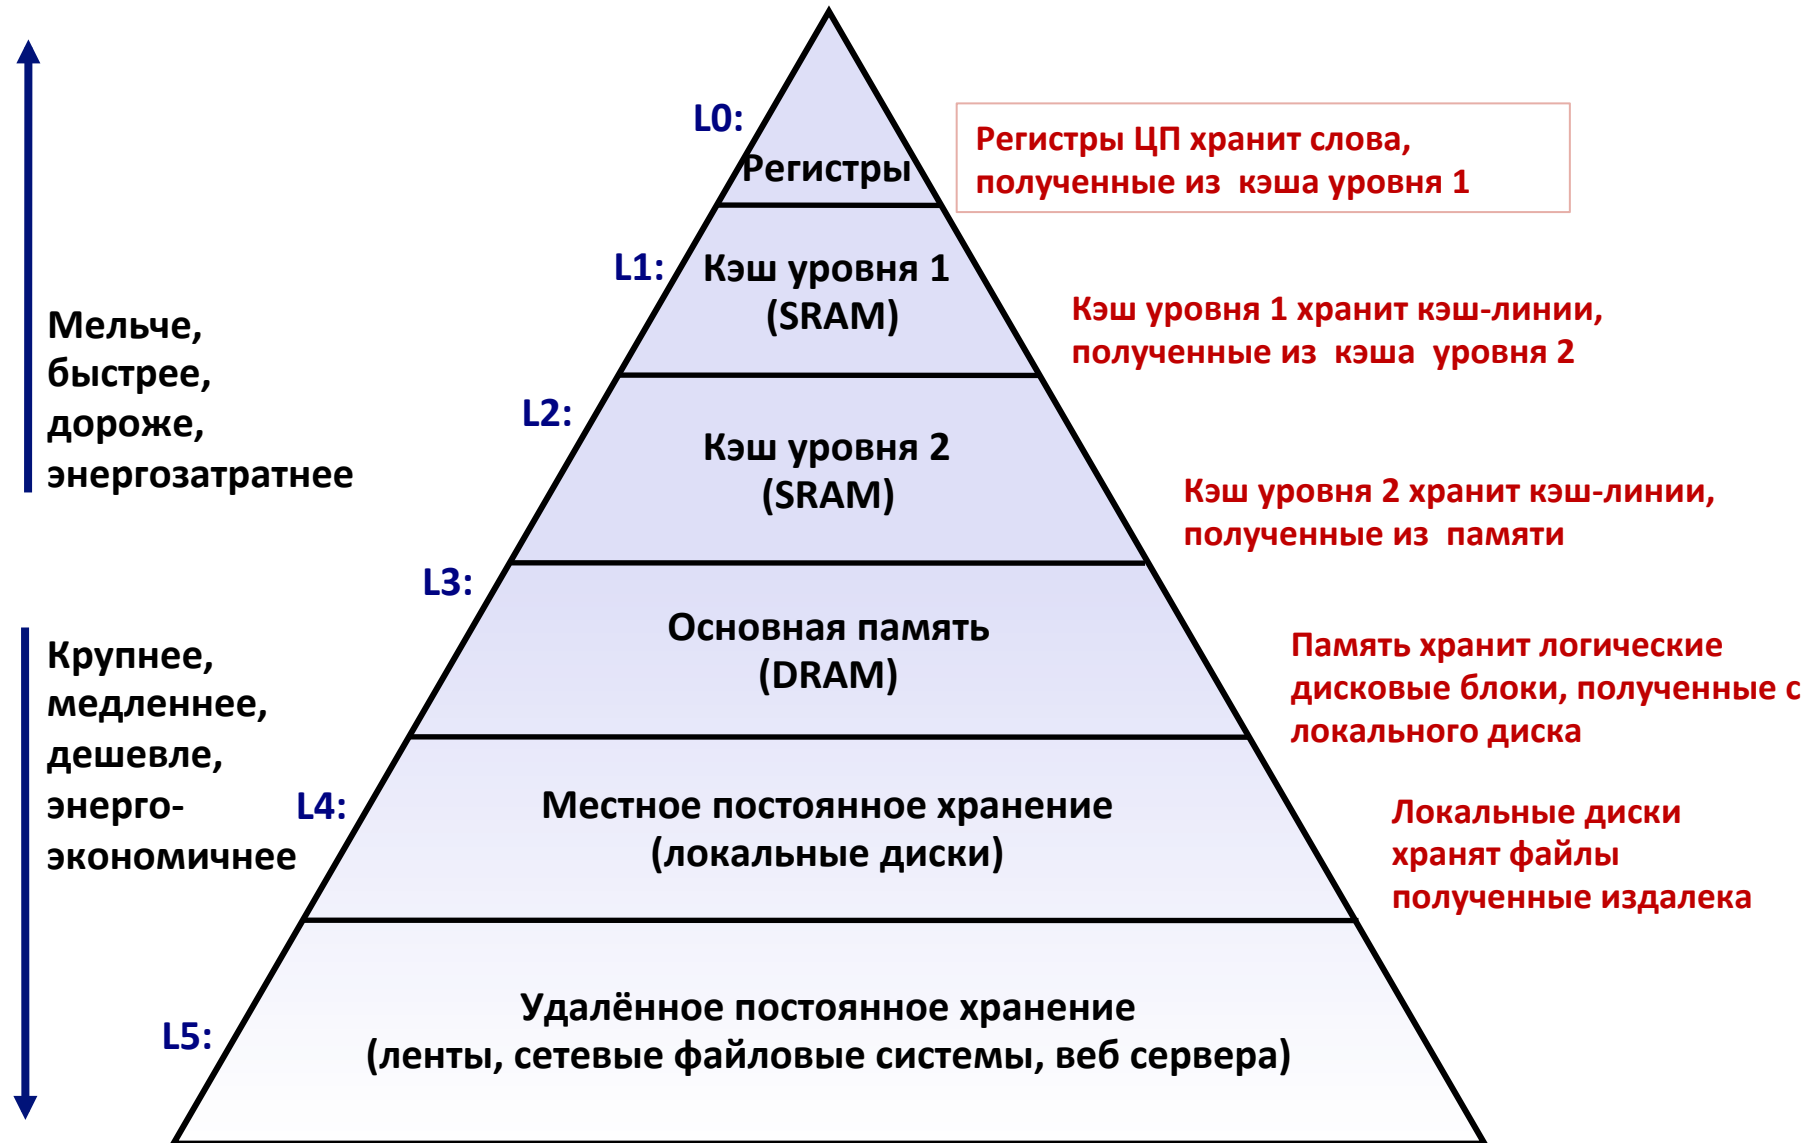 L0:
Регистры
Регистры ЦП хранит слова,
полученные из кэша уровня 1
L1:
Кэш уровня 1
(SRAM)
Кэш уровня 1 хранит кэш-линии,
полученные из кэша уровня 2
Мельче,
быстрее,
дороже,
энергозатратнее
L2:
Кэш уровня 2
(SRAM)
Кэш уровня 2 хранит кэш-линии,
полученные из памяти
L3:
Основная память
(DRAM)
Память хранит логические
дисковые блоки, полученные с
локального диска
Крупнее,
медленнее,
дешевле,
энерго-
экономичнее
L4:
Местное постоянное хранение
(локальные диски)
Локальные диски
хранят файлы
полученные издалека
L5:
Удалённое постоянное хранение
(ленты, сетевые файловые системы, веб сервера)